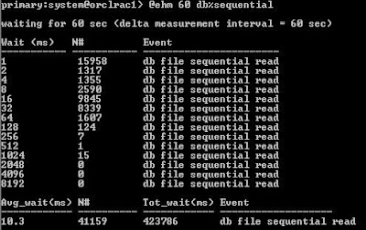 primary:system@orclrac1> @ehm 60 db%sequential
waiting for 60 sec (delta measurement interval = 60 sec)
Wait (ms) N# Event
1 15958 db file sequential read
2 1317 db file sequential read
4 1355 db file sequential read
8 2590 db file sequential read
16 9845 db file sequential read
32 8339 db file sequential read
64 1607 db file sequential read
128 124 db file sequential read
256 7 db file sequential read
512 1 db file sequential read
1024 15 db file sequential read
2048 0 db file sequential read
4096 0 db file sequential read
8192 0 db file sequential read
Avg_wait(ms) N# Tot_wait(ms) Event
10.3 41159 423786 db file sequential read